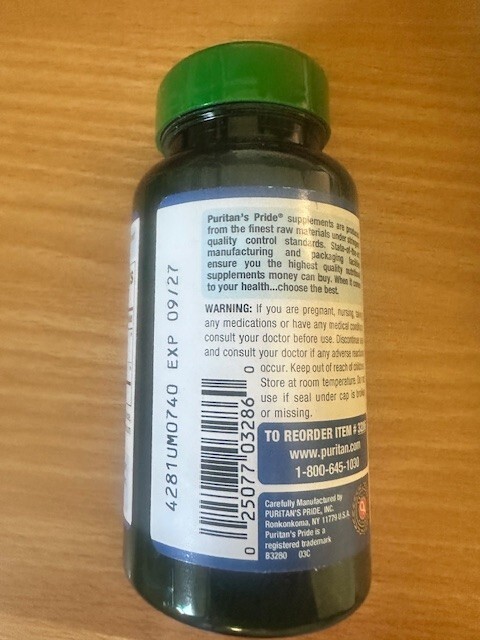 Puritan's Pride® supplements are
from the finest raw materials under
quality control standards.
manufacturing and packaging
ensure you the highest quality
supplements money can buy. When it
to your health...choose the best.
WARNING: If you are pregnant, nursing,
any medications or have any medical
consult your doctor before use. Discontinue
and consult your doctor if any adverse
occur. Keep out of reach of
Store at room temperature. Do
use if seal under cap is
or missing.
TO REORDER ITEM #
www.puritan.com
1-800-645-1030
Carefully Manufactured by
PURITAN'S PRIDE, INC.
Ronkonkoma, NY 11779 U.S.A.
Puritan's Pride is a
registered trademark
B3280 03C
4281UM0740 EXP 09/27
0 25077 03286 0